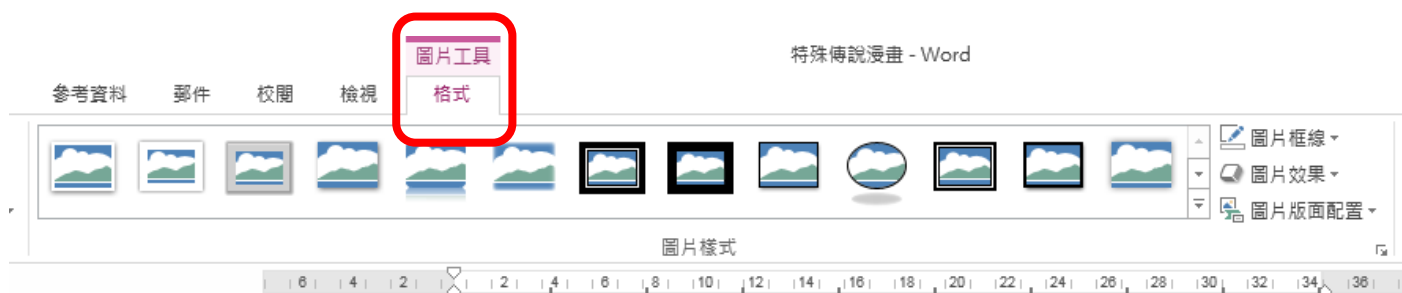 圖片工具
特殊傳說漫畫 - Word
參考資料 郵件 校閱 檢視 格式
圖片框線
圖片效果
圖片版面配置
圖片樣式
6 4 2 2 4 6 8 10 12 14 16 18 20 22 24 26 28 30 32 34 36